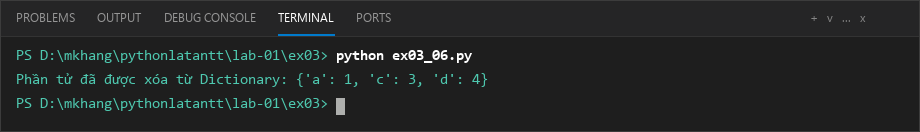 PROBLEMS OUTPUT DEBUG CONSOLE TERMINAL PORTS + v ... x
PS D:\mkhang\pythonlatantt\lab-01\ex03> python ex03_06.py
Phần tử đã được xóa từ Dictionary: {'a': 1, 'c': 3, 'd': 4}
PS D:\mkhang\pythonlatantt\lab-01\ex03>